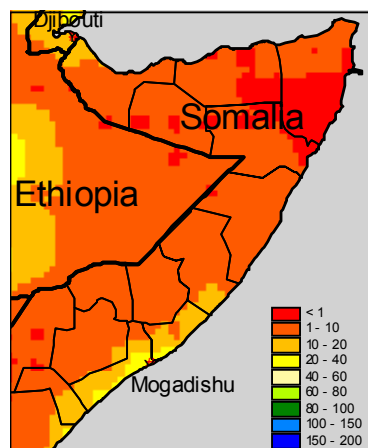 Djibouti
Somalia
Ethiopia
Mogadishu
< 1
1 - 10
10 - 20
20 - 40
40 - 60
60 - 80
80 - 100
100 - 150
150 - 200